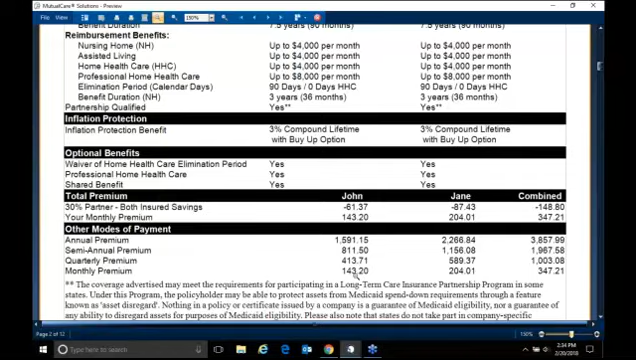 MutualCare® Solutions - Preview
File View 150%
Benefit Duration 7.5 years (90 months) 7.5 years (90 months)
Reimbursement Benefits:
Nursing Home (NH) Up to $4,000 per month Up to $4,000 per month
Assisted Living Up to $4,000 per month Up to $4,000 per month
Home Health Care (HHC) Up to $4,000 per month Up to $4,000 per month
Professional Home Health Care Up to $8,000 per month Up to $8,000 per month
Elimination Period (Calendar Days) 90 Days / 0 Days HHC 90 Days / 0 Days HHC
Benefit Duration (NH) 3 years (36 months) 3 years (36 months)
Partnership Qualified Yes** Yes**
Inflation Protection
Inflation Protection Benefit 3% Compound Lifetime 3% Compound Lifetime
with Buy Up Option with Buy Up Option
Optional Benefits
Waiver of Home Health Care Elimination Period Yes Yes
Professional Home Health Care Yes Yes
Shared Benefit Yes Yes
Total Premium John Jane Combined
30% Partner - Both Insured Savings -61.37 -87.43 -148.80
Your Monthly Premium 143.20 204.01 347.21
Other Modes of Payment
Annual Premium 1,591.15 2,266.84 3,857.99
Semi-Annual Premium 811.50 1,156.08 1,967.58
Quarterly Premium 413.71 589.37 1,003.08
Monthly Premium 143.20 204.01 347.21
** The coverage advertised may meet the requirements for participating in a Long-Term Care Insurance Partnership Program in some
states. Under this Program, the policyholder may be able to protect assets from Medicaid spend-down requirements through a feature
known as 'asset disregard'. Nothing in a policy or certificate issued by a company is a guarantee of Medicaid eligibility, nor a guarantee of
any ability to disregard assets for purposes of Medicaid eligibility. Please also note that states do not take part in company-specific
Page 2 of 12 150%
Type here to search 2:34 PM
2/20/2018